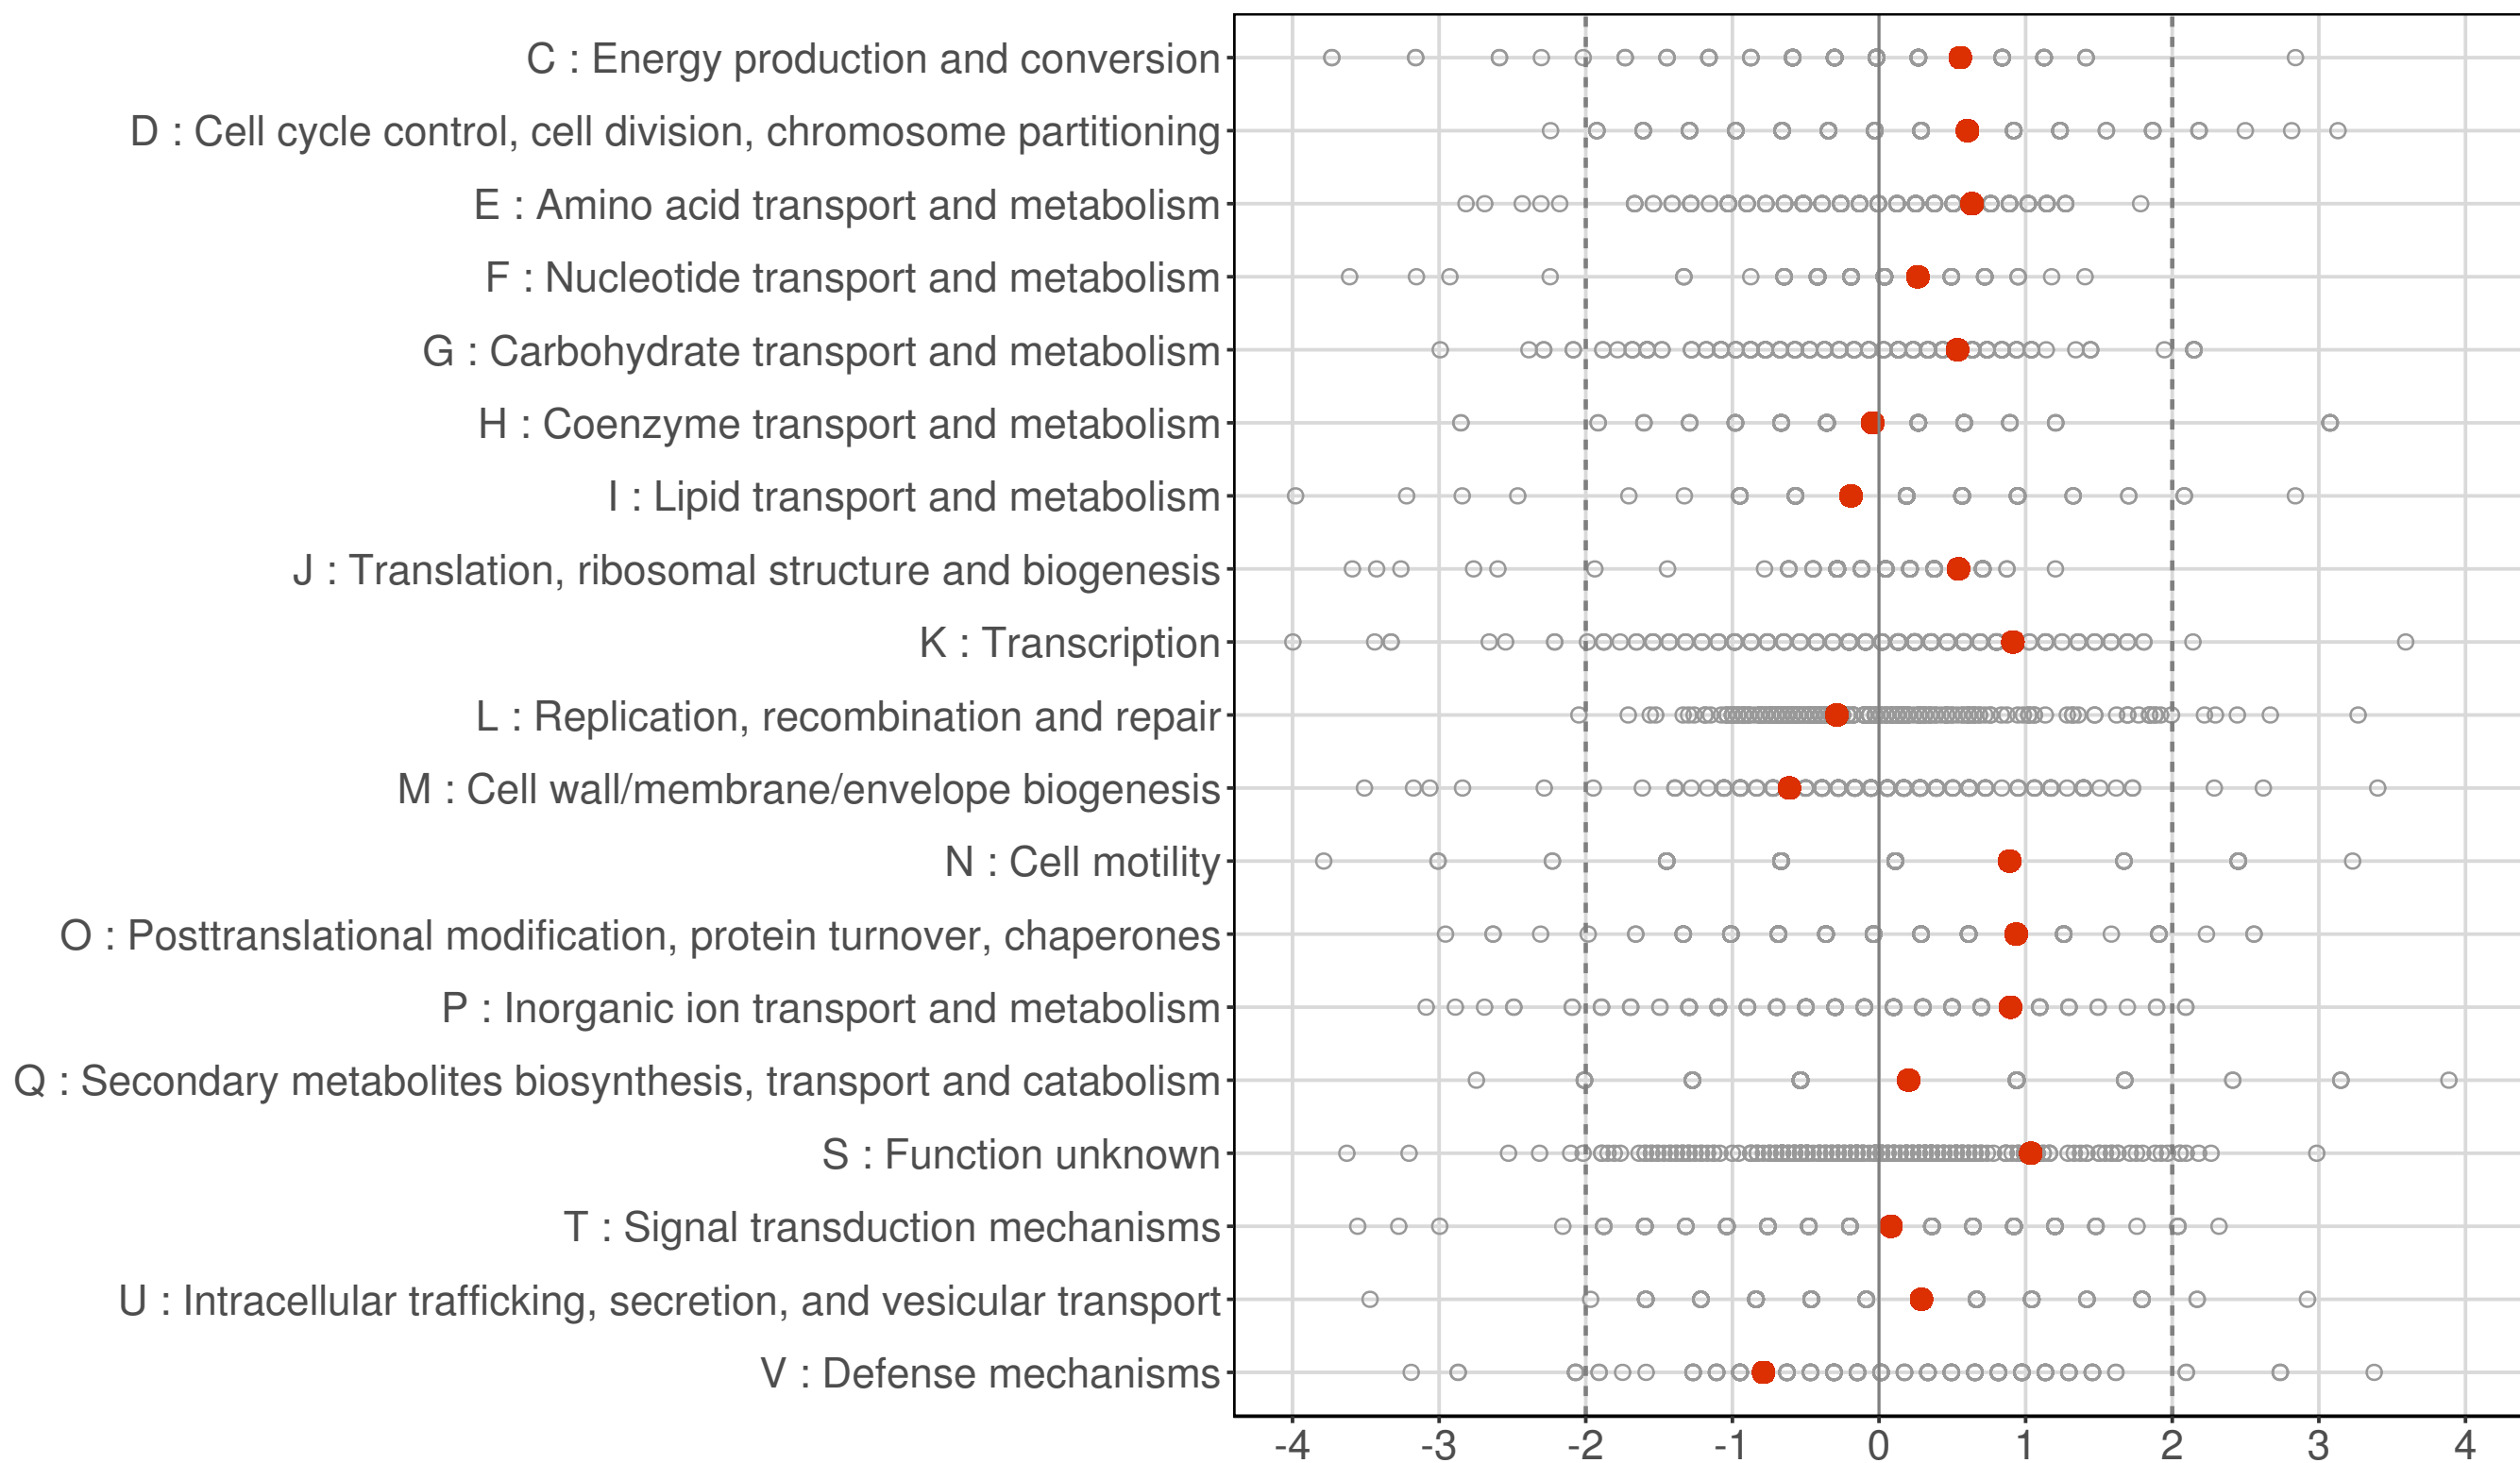 C : Energy production and conversion
D : Cell cycle control, cell division, chromosome partitioning
E : Amino acid transport and metabolism
F : Nucleotide transport and metabolism
G : Carbohydrate transport and metabolism
H : Coenzyme transport and metabolism
I : Lipid transport and metabolism
J : Translation, ribosomal structure and biogenesis
K : Transcription
L : Replication, recombination and repair
M : Cell wall/membrane/envelope biogenesis
N : Cell motility
O : Posttranslational modification, protein turnover, chaperones
P : Inorganic ion transport and metabolism
Q : Secondary metabolites biosynthesis, transport and catabolism
S : Function unknown
T : Signal transduction mechanisms
U : Intracellular trafficking, secretion, and vesicular transport
V : Defense mechanisms
-4 -3 -2 -1 0 1 2 3 4